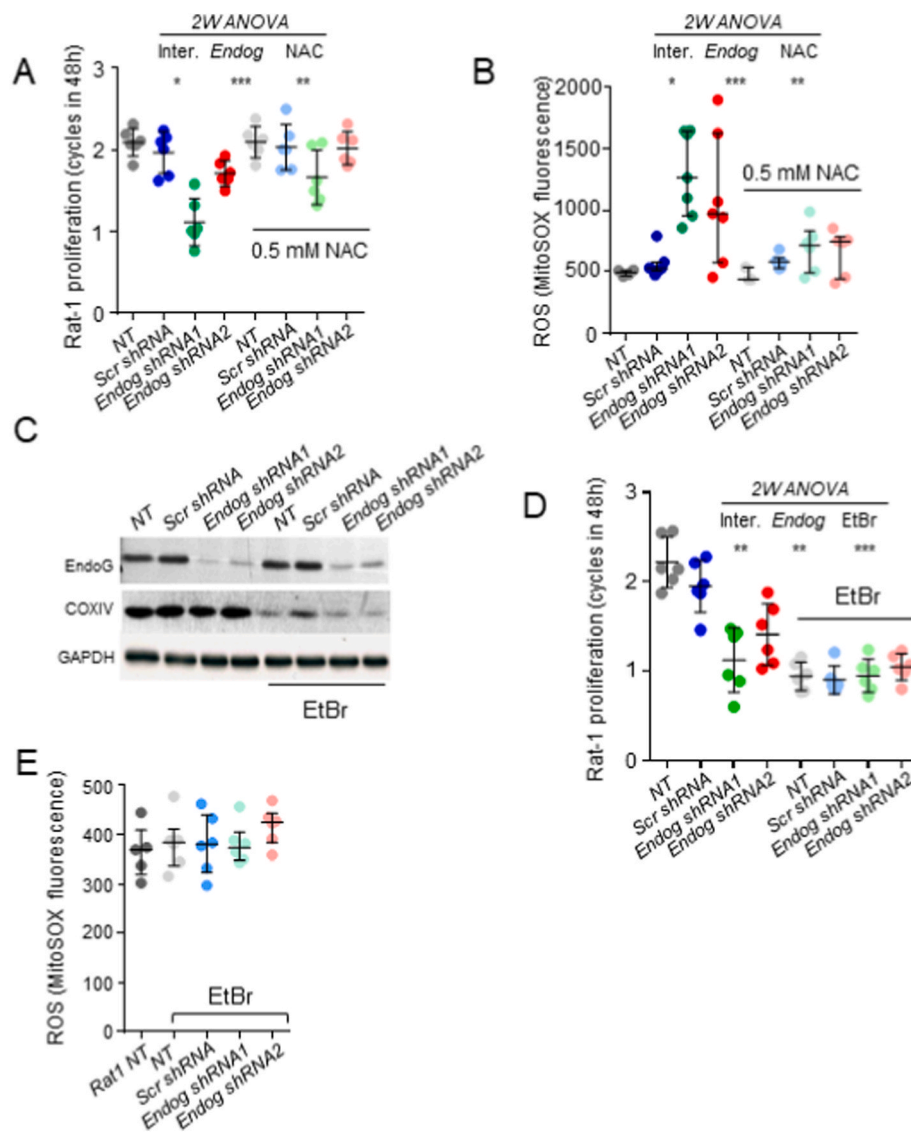 A
2W ANOVA
Inter. Endog NAC
* *** **
Rat-1 proliferation (cycles in 48h)
3
2
1
0
0.5 mM NAC
NT
Scr shRNA
Endog shRNA1
Endog shRNA2
NT
Scr shRNA
Endog shRNA1
Endog shRNA2
B
2W ANOVA
Inter. Endog NAC
* *** **
ROS (MitoSOX fluorescence)
2000
1500
1000
500
0
0.5 mM NAC
NT
Scr shRNA
Endog shRNA1
Endog shRNA2
NT
Scr shRNA
Endog shRNA1
Endog shRNA2
C
NT
Scr shRNA
Endog shRNA1
Endog shRNA2
NT
Scr shRNA
Endog shRNA1
Endog shRNA2
EndoG
COXIV
GAPDH
EtBr
D
2W ANOVA
Inter. Endog EtBr
** ** ***
Rat-1 proliferation (cycles in 48h)
3
2
1
0
EtBr
NT
Scr shRNA
Endog shRNA1
Endog shRNA2
NT
Scr shRNA
Endog shRNA1
Endog shRNA2
E
ROS (MitoSOX fluorescence)
500
400
300
200
100
0
EtBr
Rat1 NT
NT
Scr shRNA
Endog shRNA1
Endog shRNA2